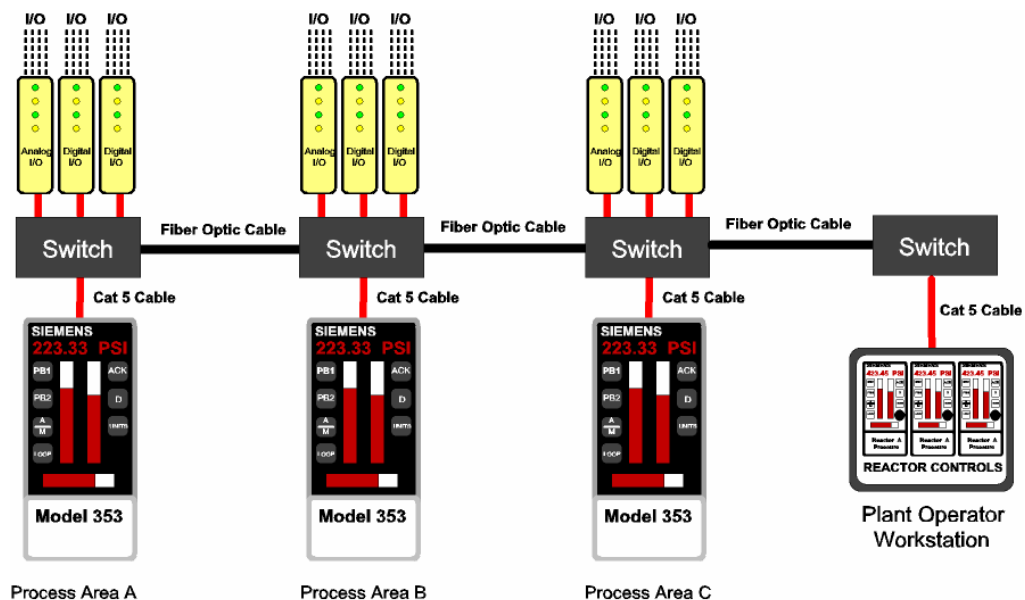 I/O I/O I/O
I/O I/O I/O
I/O I/O I/O
Analog I/O
Digital I/O
Digital I/O
Analog I/O
Digital I/O
Digital I/O
Analog I/O
Digital I/O
Digital I/O
Switch
Fiber Optic Cable
Switch
Fiber Optic Cable
Switch
Fiber Optic Cable
Switch
Cat 5 Cable
Cat 5 Cable
Cat 5 Cable
Cat 5 Cable
SIEMENS
223.33 PSI
PB1
ACK
PB2
D
A
M
UNITS
LOOP
Model 353
SIEMENS
223.33 PSI
PB1
ACK
PB2
D
A
M
UNITS
LOOP
Model 353
SIEMENS
223.33 PSI
PB1
ACK
PB2
D
A
M
UNITS
LOOP
Model 353
423.45 PSI
423.45 PSI
423.45 PSI
Reactor A
Pressure
Reactor A
Pressure
Reactor A
Pressure
REACTOR CONTROLS
Plant Operator
Workstation
Process Area A
Process Area B
Process Area C